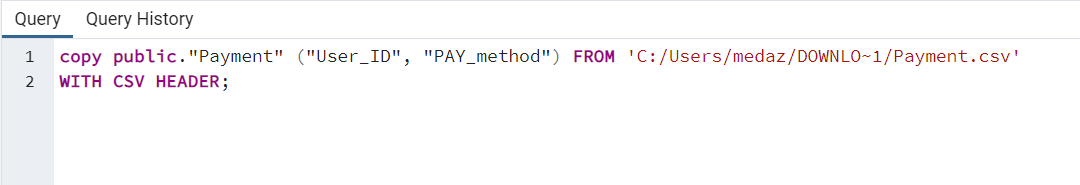 Query Query History
1 copy public."Payment" ("User_ID", "PAY_method") FROM 'C:/Users/medaz/DOWNLO~1/Payment.csv'
2 WITH CSV HEADER;